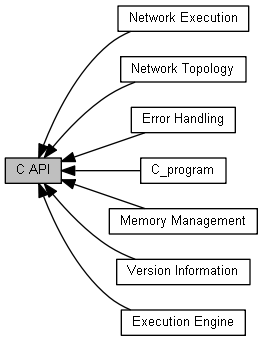 Network Execution
Network Topology
Error Handling
C API
C_program
Memory Management
Version Information
Execution Engine